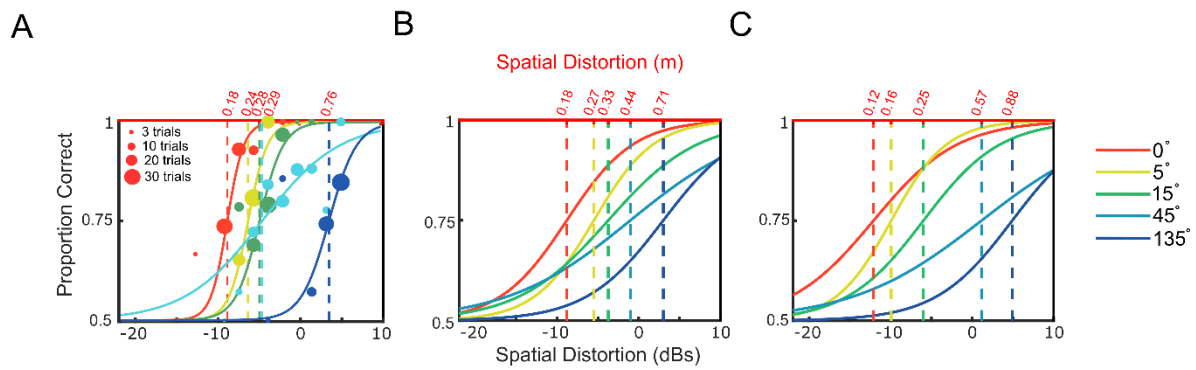 A
B
C
Spatial Distortion (m)
0.18
0.24
0.28
0.29
0.76
0.18
0.27
0.33
0.44
0.71
0.12
0.16
0.25
0.57
0.88
Proportion Correct
1
0.75
0.5
3 trials
10 trials
20 trials
30 trials
1
0.75
0.5
1
0.75
0.5
0°
5°
15°
45°
135°
-20 -10 -5 0 10
-20 -10 0 10
-20 -10 0 10
Spatial Distortion (dBs)